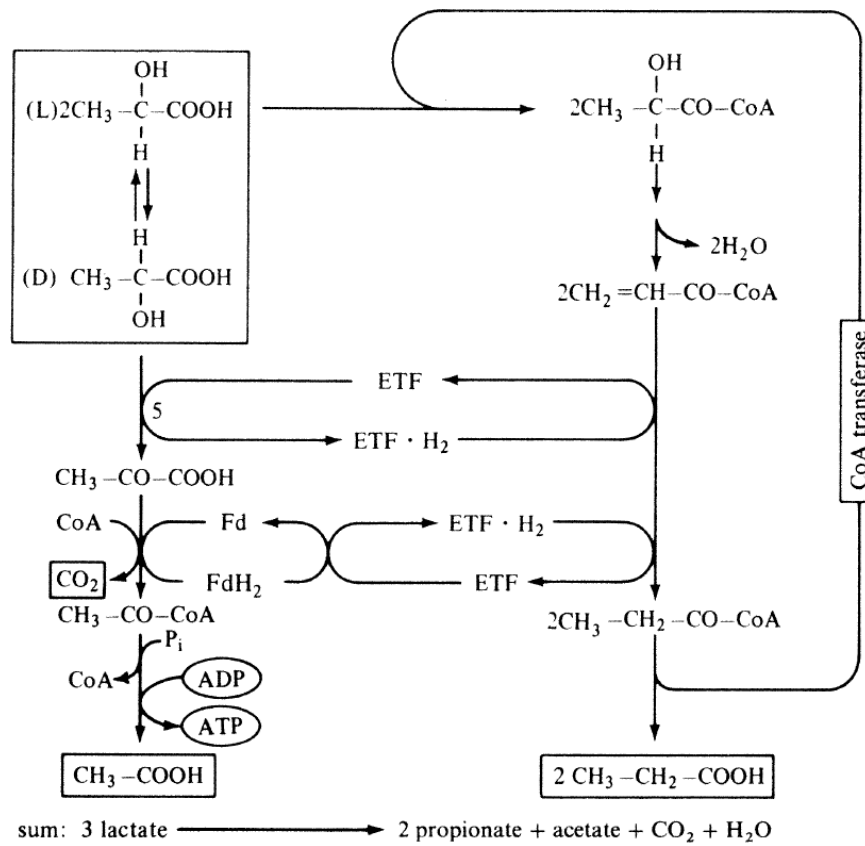 OH
(L)2CH₃ –C–COOH
H
H
(D) CH₃ –C–COOH
OH
OH
2CH₃ –C–CO–CoA
H
2H₂O
2CH₂=CH–CO–CoA
CoA transferase
ETF
5
ETF · H₂
CH₃–CO–COOH
CoA
Fd
ETF · H₂
CO₂
FdH₂
ETF
CH₃–CO–CoA
2CH₃ –CH₂–CO–CoA
Pᵢ
CoA
ADP
ATP
CH₃–COOH
2 CH₃–CH₂–COOH
sum: 3 lactate ⟶ 2 propionate + acetate + CO₂ + H₂O